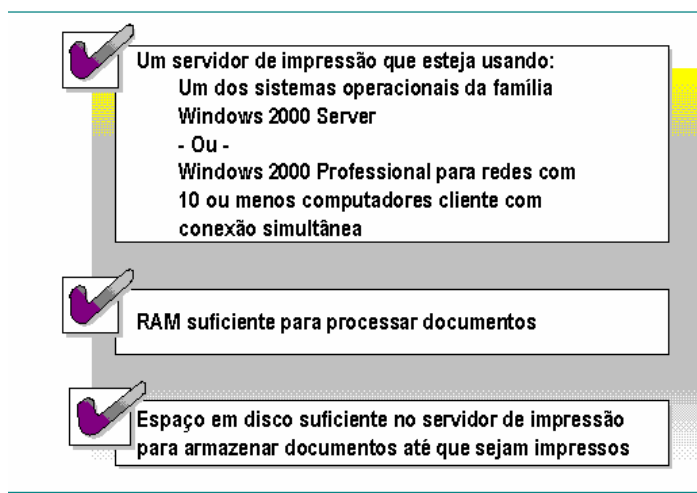 Um servidor de impressão que esteja usando:
Um dos sistemas operacionais da família
Windows 2000 Server
- Ou -
Windows 2000 Professional para redes com
10 ou menos computadores cliente com
conexão simultânea
RAM suficiente para processar documentos
Espaço em disco suficiente no servidor de impressão
para armazenar documentos até que sejam impressos